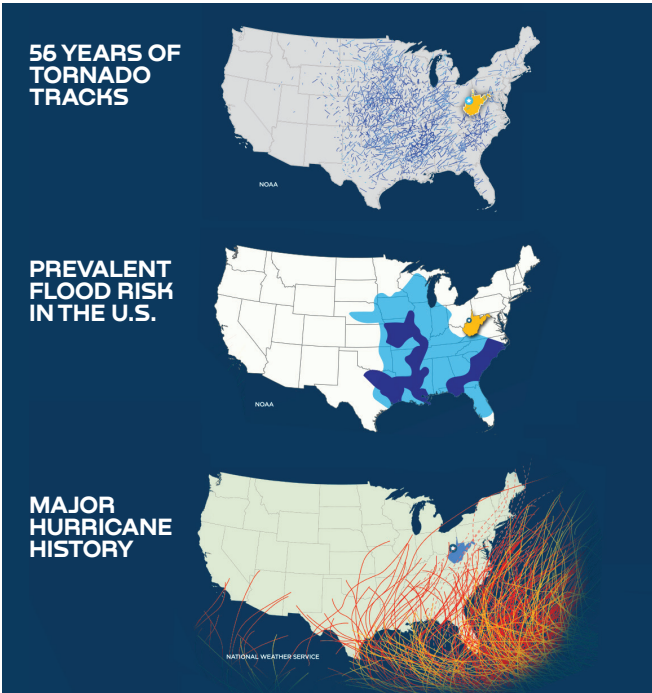 56 YEARS OF
TORNADO
TRACKS
NOAA
PREVALENT
FLOOD RISK
IN THE U.S.
NOAA
MAJOR
HURRICANE
HISTORY
NATIONAL WEATHER SERVICE